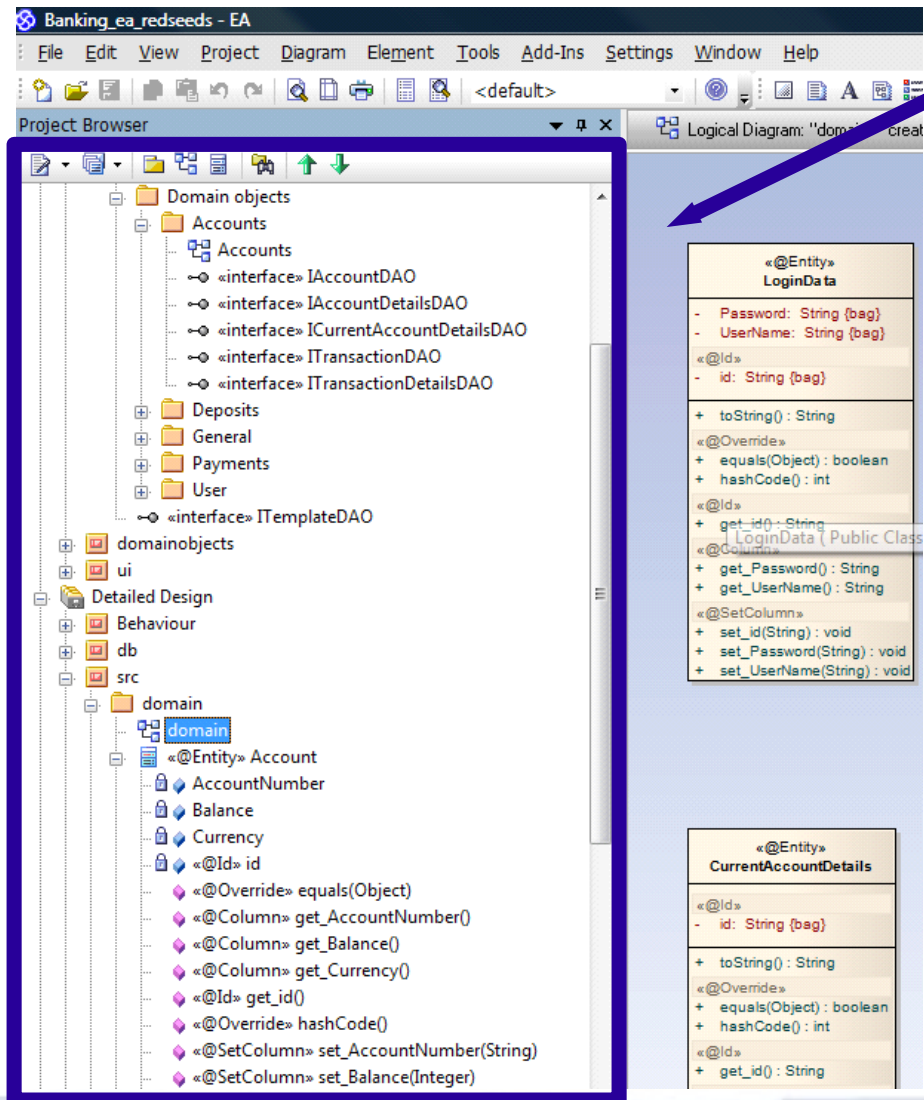 Banking_ea_redseeds - EA
File Edit View Project Diagram Element Tools Add-Ins Settings Window Help
<default>
Project Browser
Logical Diagram: "domain" creat
Domain objects
Accounts
Accounts
«interface» IAccountDAO
«interface» IAccountDetailsDAO
«interface» ICurrentAccountDetailsDAO
«interface» ITransactionDAO
«interface» ITransactionDetailsDAO
Deposits
General
Payments
User
«interface» ITemplateDAO
domainobjects
ui
Detailed Design
Behaviour
db
src
domain
domain
«@Entity» Account
AccountNumber
Balance
Currency
«@Id» id
«@Override» equals(Object)
«@Column» get_AccountNumber()
«@Column» get_Balance()
«@Column» get_Currency()
«@Id» get_id()
«@Override» hashCode()
«@SetColumn» set_AccountNumber(String)
«@SetColumn» set_Balance(Integer)
«@Entity»
LoginData
- Password: String {bag}
- UserName: String {bag}
«@Id»
- id: String {bag}
+ toString() : String
«@Override»
+ equals(Object) : boolean
+ hashCode() : int
«@Id»
+ get_id() : String
LoginData ( Public Class
«@Column»
+ get_Password() : String
+ get_UserName() : String
«@SetColumn»
+ set_id(String) : void
+ set_Password(String) : void
+ set_UserName(String) : void
«@Entity»
CurrentAccountDetails
«@Id»
- id: String {bag}
+ toString() : String
«@Override»
+ equals(Object) : boolean
+ hashCode() : int
«@Id»
+ get_id() : String